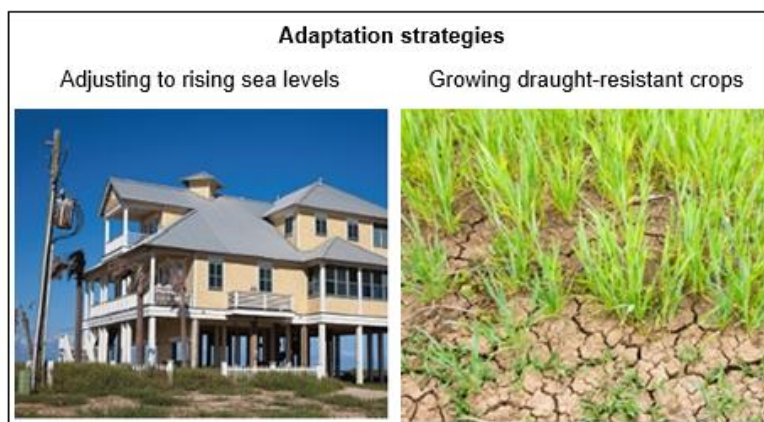 Adaptation strategies
Adjusting to rising sea levels
Growing draught-resistant crops